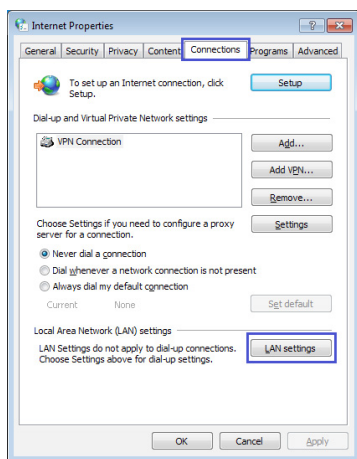 Internet Properties
General Security Privacy Content Connections Programs Advanced
To set up an Internet connection, click Setup
Setup.
Dial-up and Virtual Private Network settings
VPN Connection
Add...
Add VPN...
Remove...
Choose Settings if you need to configure a proxy Settings
server for a connection.
Never dial a connection
Dial whenever a network connection is not present
Always dial my default connection
Current None Set default
Local Area Network (LAN) settings
LAN Settings do not apply to dial-up connections. LAN settings
Choose Settings above for dial-up settings.
OK Cancel Apply